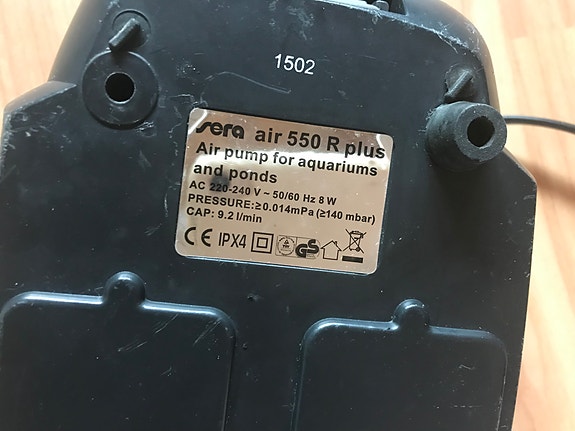 1502
sera air 550 R plus
Air pump for aquariums
and ponds
AC 220-240 V ~ 50/60 Hz 8 W
PRESSURE:≥0.014mPa (≥140 mbar)
CAP: 9.2 l/min
CE IPX4 GS